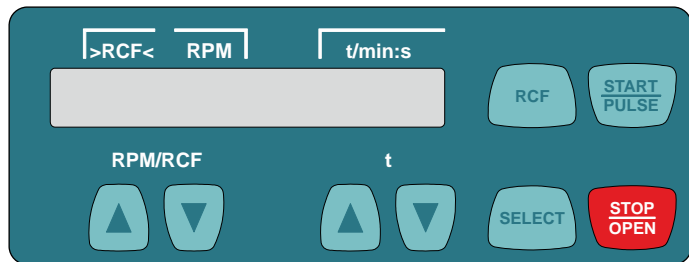 >RCF< RPM t/min:s
RCF
START
PULSE
RPM/RCF t
SELECT
STOP
OPEN